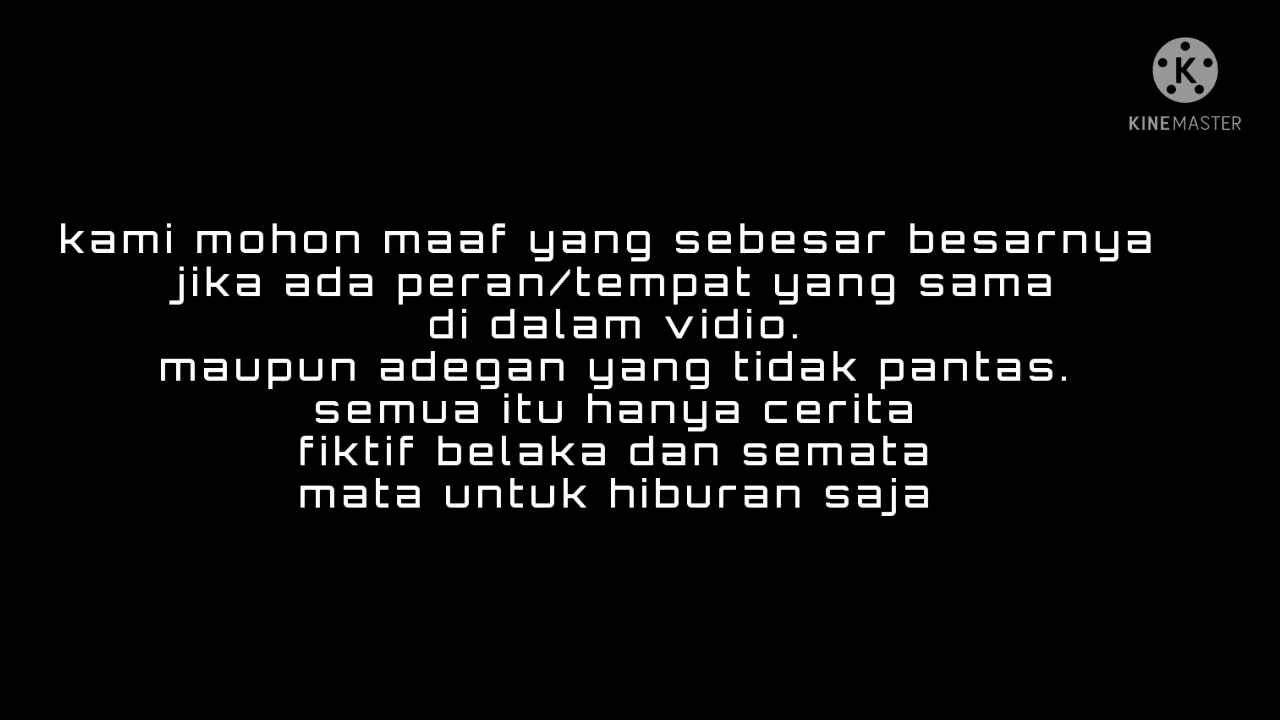 K
KINEMASTER
kami mohon maaf yang sebesar besarnya
jika ada peran/tempat yang sama
di dalam vidio.
maupun adegan yang tidak pantas.
semua itu hanya cerita
fiktif belaka dan semata
mata untuk hiburan saja